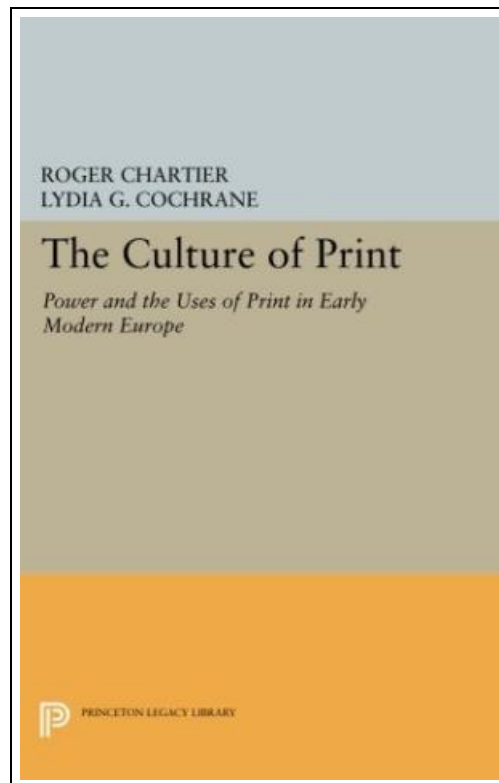 ROGER CHARTIER
LYDIA G. COCHRANE
The Culture of Print
Power and the Uses of Print in Early
Modern Europe
PRINCETON LEGACY LIBRARY